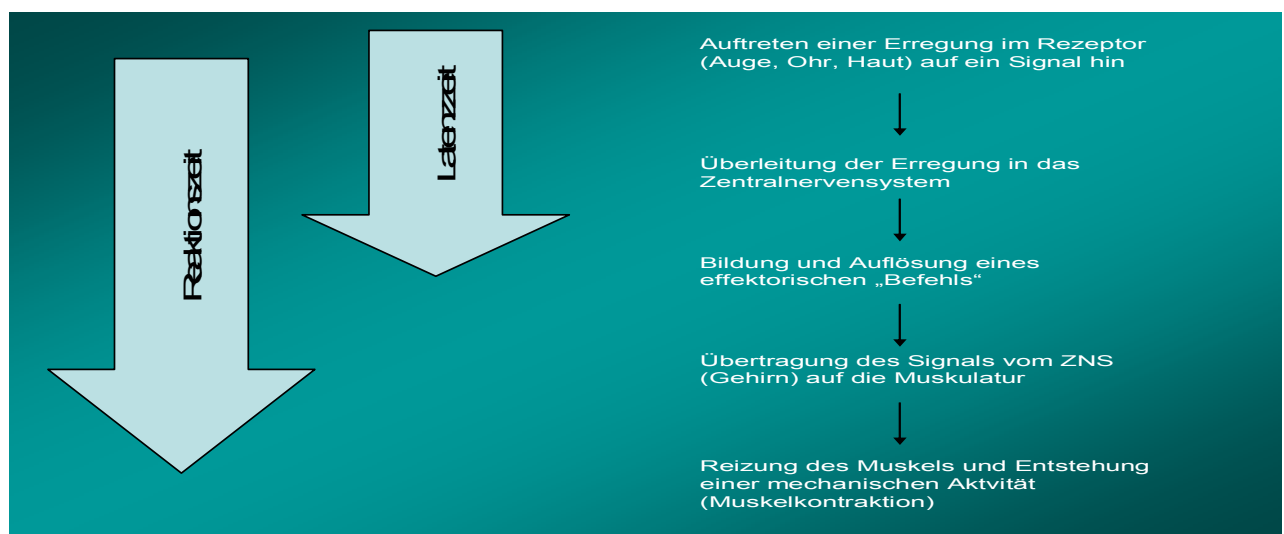 Reaktionszeit
Latenzzeit
Auftreten einer Erregung im Rezeptor
(Auge, Ohr, Haut) auf ein Signal hin
Überleitung der Erregung in das
Zentralnervensystem
Bildung und Auflösung eines
effektorischen „Befehls“
Übertragung des Signals vom ZNS
(Gehirn) auf die Muskulatur
Reizung des Muskels und Entstehung
einer mechanischen Aktvität
(Muskelkontraktion)